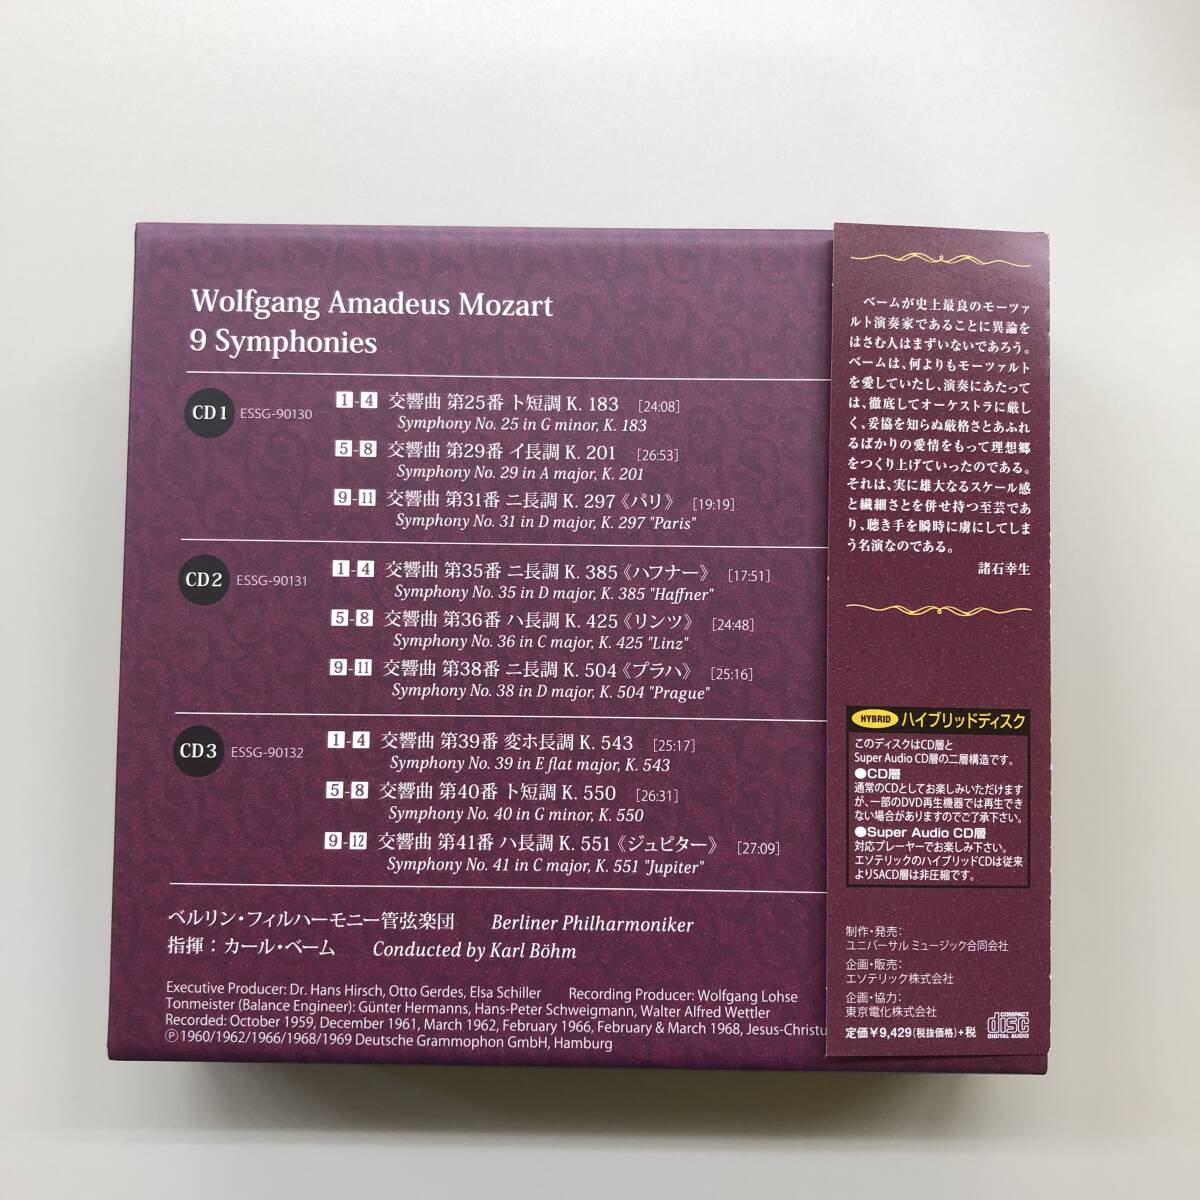 Wolfgang Amadeus Mozart
9 Symphonies
CD1 ESSG-90130
1-4 交響曲 第25番 ト短調 K. 183 [24:08]
Symphony No. 25 in G minor, K. 183
5-8 交響曲 第29番 イ長調 K. 201 [26:53]
Symphony No. 29 in A major, K. 201
9-11 交響曲 第31番 ニ長調 K. 297《パリ》 [19:19]
Symphony No. 31 in D major, K. 297 "Paris"
CD2 ESSG-90131
1-4 交響曲 第35番 ニ長調 K. 385《ハフナー》 [17:51]
Symphony No. 35 in D major, K. 385 "Haffner"
5-8 交響曲 第36番 ハ長調 K. 425《リンツ》 [24:48]
Symphony No. 36 in C major, K. 425 "Linz"
9-11 交響曲 第38番 ニ長調 K. 504《プラハ》 [25:16]
Symphony No. 38 in D major, K. 504 "Prague"
CD3 ESSG-90132
1-4 交響曲 第39番 変ホ長調 K. 543 [25:17]
Symphony No. 39 in E flat major, K. 543
5-8 交響曲 第40番 ト短調 K. 550 [26:31]
Symphony No. 40 in G minor, K. 550
9-12 交響曲 第41番 ハ長調 K. 551《ジュピター》 [27:09]
Symphony No. 41 in C major, K. 551 "Jupiter"
ベルリン・フィルハーモニー管弦楽団 Berliner Philharmoniker
指揮：カール・ベーム Conducted by Karl Böhm
Executive Producer: Dr. Hans Hirsch, Otto Gerdes, Elsa Schiller Recording Producer: Wolfgang Lohse
Tonmeister (Balance Engineer): Günter Hermanns, Hans-Peter Schweigmann, Walter Alfred Wettler
Recorded: October 1959, December 1961, March 1962, February 1966, February & March 1968, Jesus-Christu
Ⓟ1960/1962/1966/1968/1969 Deutsche Grammophon GmbH, Hamburg
ベームが史上最良のモーツァ
ルト演奏家であることに異論を
はさむ人はまずいないであろう。
ベームは、何よりもモーツァルト
を愛していたし、演奏にあたって
は、徹底してオーケストラに厳し
く、妥協を知らぬ厳格さとあふれ
るばかりの愛情をもって理想郷
をつくり上げていったのである。
それは、実に雄大なるスケール感
と繊細さとを併せ持つ至芸であ
り、聴き手を瞬時に虜にしてしま
う名演なのである。
諸石幸生
HYBRID ハイブリッドディスク
このディスクはCD層と
Super Audio CD層の二層構造です。
●CD層
通常のCDとしてお楽しみいただけます
が、一部のDVD再生機器では再生でき
ない場合がありますのでご了承下さい。
●Super Audio CD層
対応プレーヤーでお楽しみ下さい。
エソテリックのハイブリッドCDは従来
よりSACD層は非圧縮です。
制作・発売：
ユニバーサル ミュージック合同会社
企画・販売：
エソテリック株式会社
企画・協力：
東京電化株式会社
定価￥9,429(税抜価格)+税
COMPACT
disc
DIGITAL AUDIO